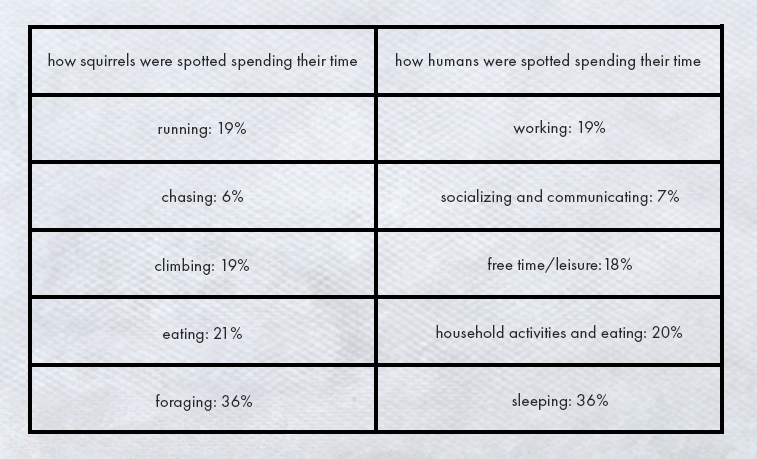 how squirrels were spotted spending their time
how humans were spotted spending their time
running: 19%
working: 19%
chasing: 6%
socializing and communicating: 7%
climbing: 19%
free time/leisure:18%
eating: 21%
household activities and eating: 20%
foraging: 36%
sleeping: 36%